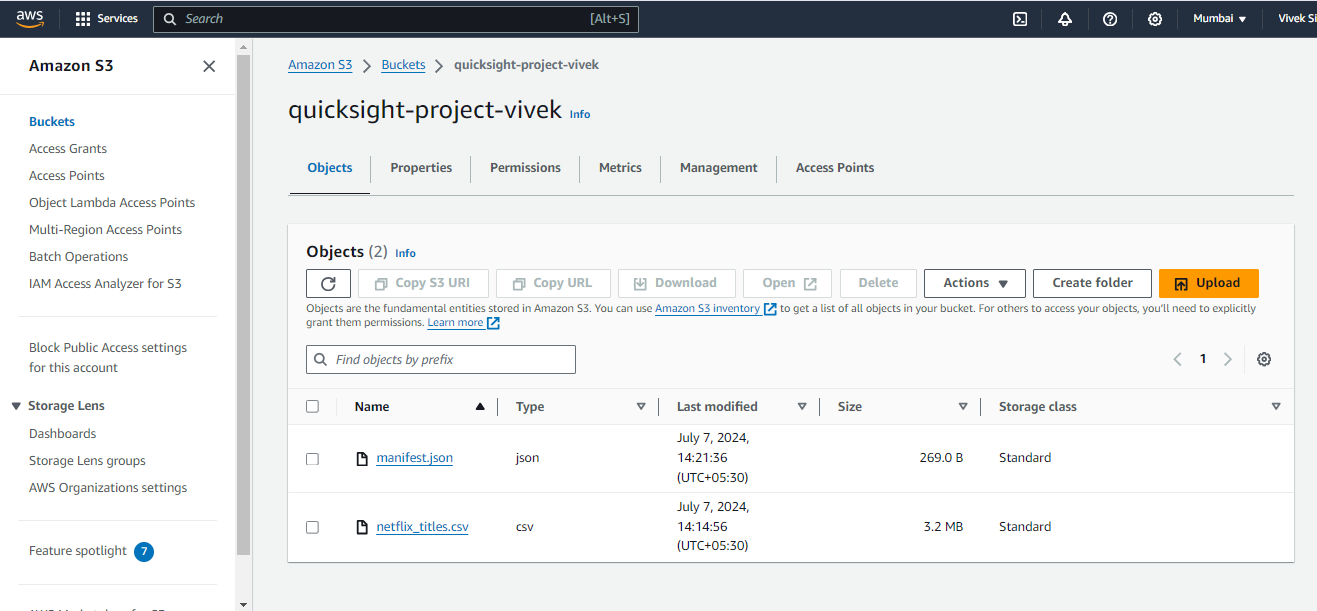 aws
Services
Search
[Alt+S]
Mumbai
Vivek Si
Amazon S3
Buckets
Access Grants
Access Points
Object Lambda Access Points
Multi-Region Access Points
Batch Operations
IAM Access Analyzer for S3
Block Public Access settings
for this account
Storage Lens
Dashboards
Storage Lens groups
AWS Organizations settings
Feature spotlight 7
Amazon S3 Buckets quicksight-project-vivek
quicksight-project-vivek Info
Objects Properties Permissions Metrics Management Access Points
Objects (2) Info
Copy S3 URI Copy URL Download Open Delete Actions Create folder Upload
Objects are the fundamental entities stored in Amazon S3. You can use Amazon S3 inventory to get a list of all objects in your bucket. For others to access your objects, you'll need to explicitly
grant them permissions. Learn more
Find objects by prefix
1
Name Type Last modified Size Storage class
manifest.json json July 7, 2024,
14:21:36
(UTC+05:30)
269.0 B Standard
netflix_titles.csv csv July 7, 2024,
14:14:56
(UTC+05:30)
3.2 MB Standard